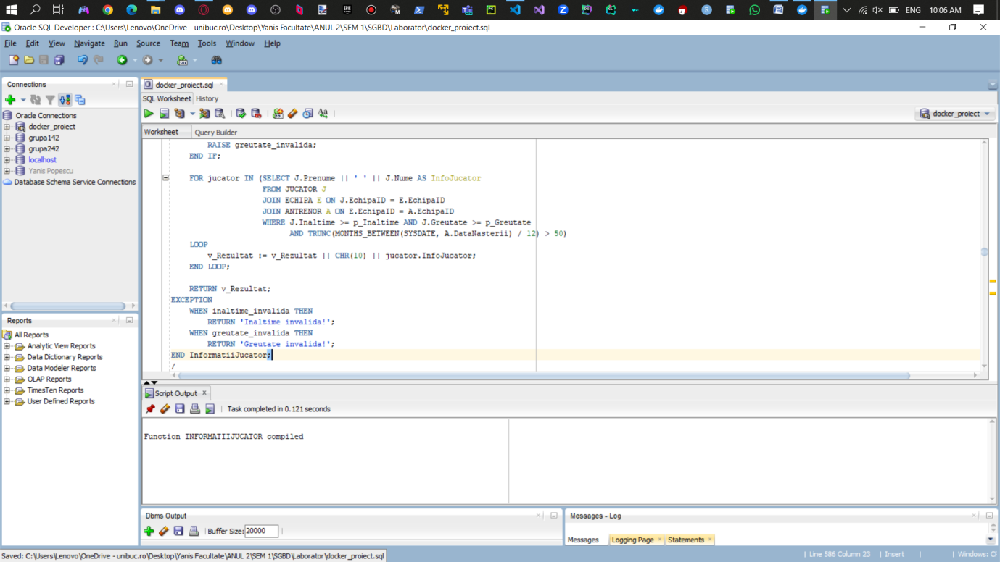 ENG 10:06 AM
Oracle SQL Developer : C:\Users\Lenovo\OneDrive - unibuc.ro\Desktop\Yanis Facultate\ANUL 2\SEM 1\SGBD\Laborator\docker_proiect.sql
File Edit View Navigate Run Source Team Tools Window Help
Connections
Oracle Connections
docker_proiect
grupa142
grupa242
localhost
Yanis Popescu
Database Schema Service Connections
Reports
All Reports
Analytic View Reports
Data Dictionary Reports
Data Modeler Reports
OLAP Reports
TimesTen Reports
User Defined Reports
docker_proiect.sql
SQL Worksheet History
docker_proiect
Worksheet Query Builder
RAISE greutate_invalida;
END IF;
FOR jucator IN (SELECT J.Prenume || ' ' || J.Nume AS InfoJucator
FROM JUCATOR J
JOIN ECHIPA E ON J.EchipaID = E.EchipaID
JOIN ANTRENOR A ON E.EchipaID = A.EchipaID
WHERE J.Inaltime >= p_Inaltime AND J.Greutate >= p_Greutate
AND TRUNC(MONTHS_BETWEEN(SYSDATE, A.DataNasterii) / 12) > 50)
LOOP
v_Rezultat := v_Rezultat || CHR(10) || jucator.InfoJucator;
END LOOP;
RETURN v_Rezultat;
EXCEPTION
WHEN inaltime_invalida THEN
RETURN 'Inaltime invalida!';
WHEN greutate_invalida THEN
RETURN 'Greutate invalida!';
END InformatiiJucator;
/
Script Output
Task completed in 0.121 seconds
Function INFORMATIIJUCATOR compiled
Dbms Output
Buffer Size: 20000
Messages - Log
Messages Logging Page Statements
Saved: C:\Users\Lenovo\OneDrive - unibuc.ro\Desktop\Yanis Facultate\ANUL 2\SEM 1\SGBD\Laborator\docker_proiect.sql
Line 586 Column 23 Insert Windows: